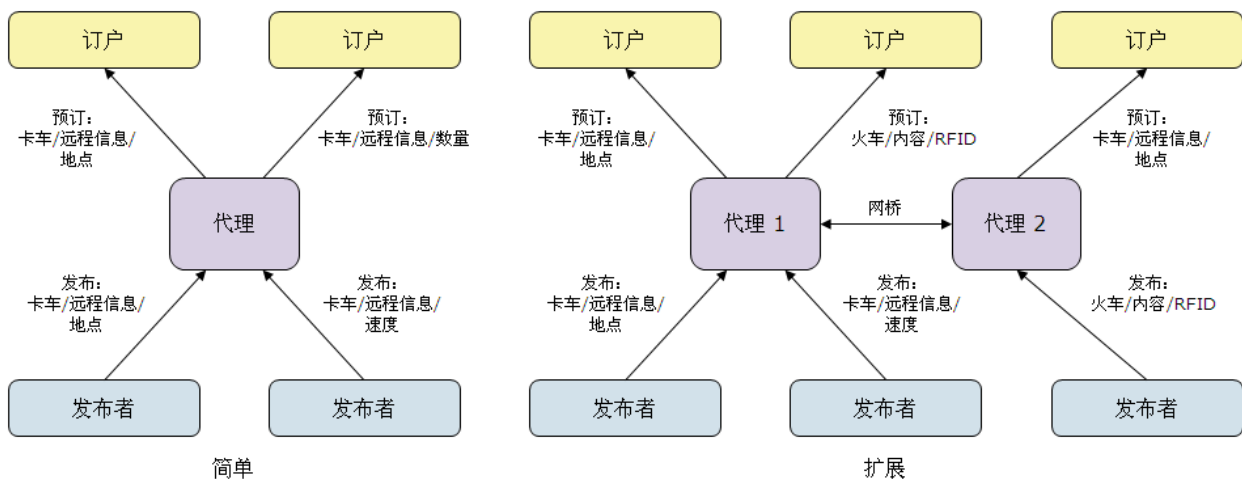 订户
订户
订户
订户
订户
预订:
卡车/远程信息/
地点
预订:
卡车/远程信息/数量
预订:
卡车/远程信息/
地点
预订:
火车/内容/RFID
预订:
卡车/远程信息/
地点
代理
代理 1
网桥
代理 2
发布:
卡车/远程信息/
地点
发布:
卡车/远程信息/
速度
发布:
卡车/远程信息/
地点
发布:
卡车/远程信息/
速度
发布:
火车/内容/RFID
发布者
发布者
发布者
发布者
发布者
简单
扩展